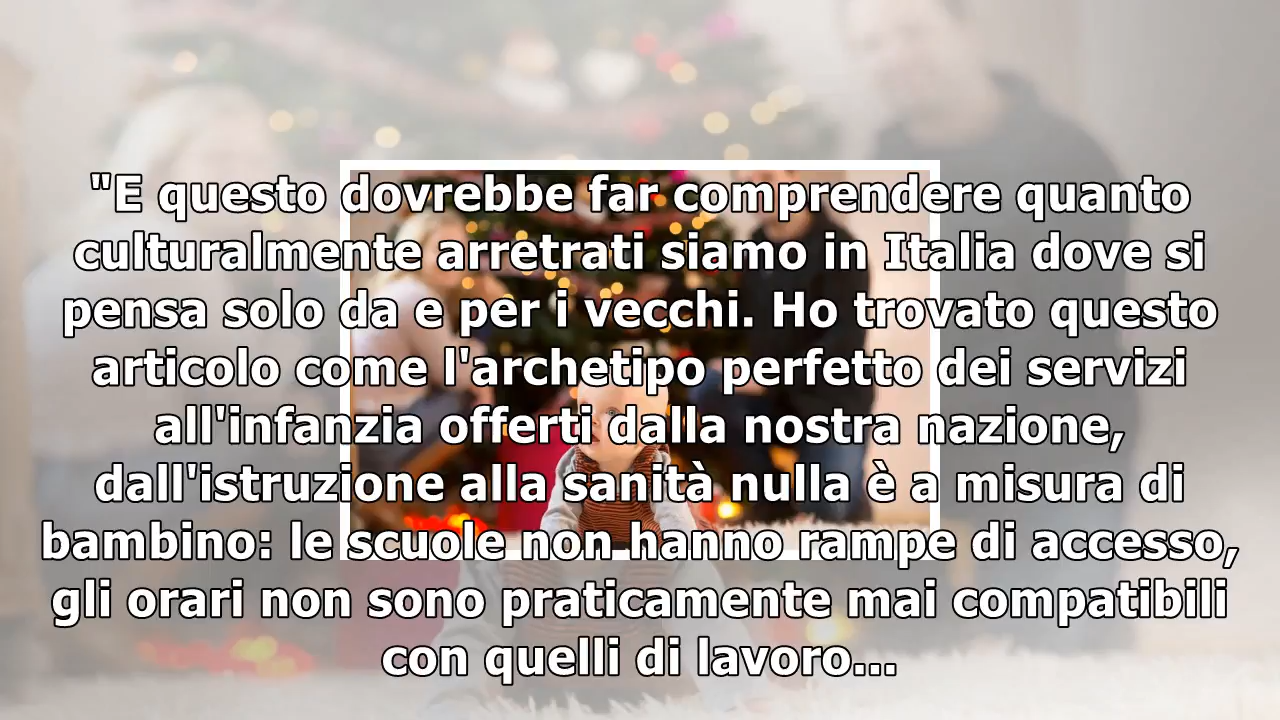 "E questo dovrebbe far comprendere quanto
culturalmente arretrati siamo in Italia dove si
pensa solo da e per i vecchi. Ho trovato questo
articolo come l'archetipo perfetto dei servizi
all'infanzia offerti dalla nostra nazione,
dall'istruzione alla sanità nulla è a misura di
bambino: le scuole non hanno rampe di accesso,
gli orari non sono praticamente mai compatibili
con quelli di lavoro...